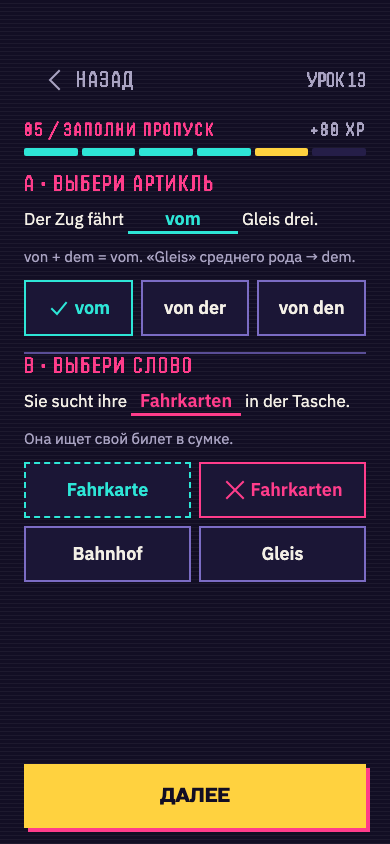 НАЗАД
УРОК 13
05 / ЗАПОЛНИ ПРОПУСК
+80 XP
A · ВЫБЕРИ АРТИКЛЬ
Der Zug fährt vom Gleis drei.
von + dem = vom. «Gleis» среднего рода → dem.
vom
von der
von den
B · ВЫБЕРИ СЛОВО
Sie sucht ihre Fahrkarten in der Tasche.
Она ищет свой билет в сумке.
Fahrkarte
Fahrkarten
Bahnhof
Gleis
ДАЛЕЕ